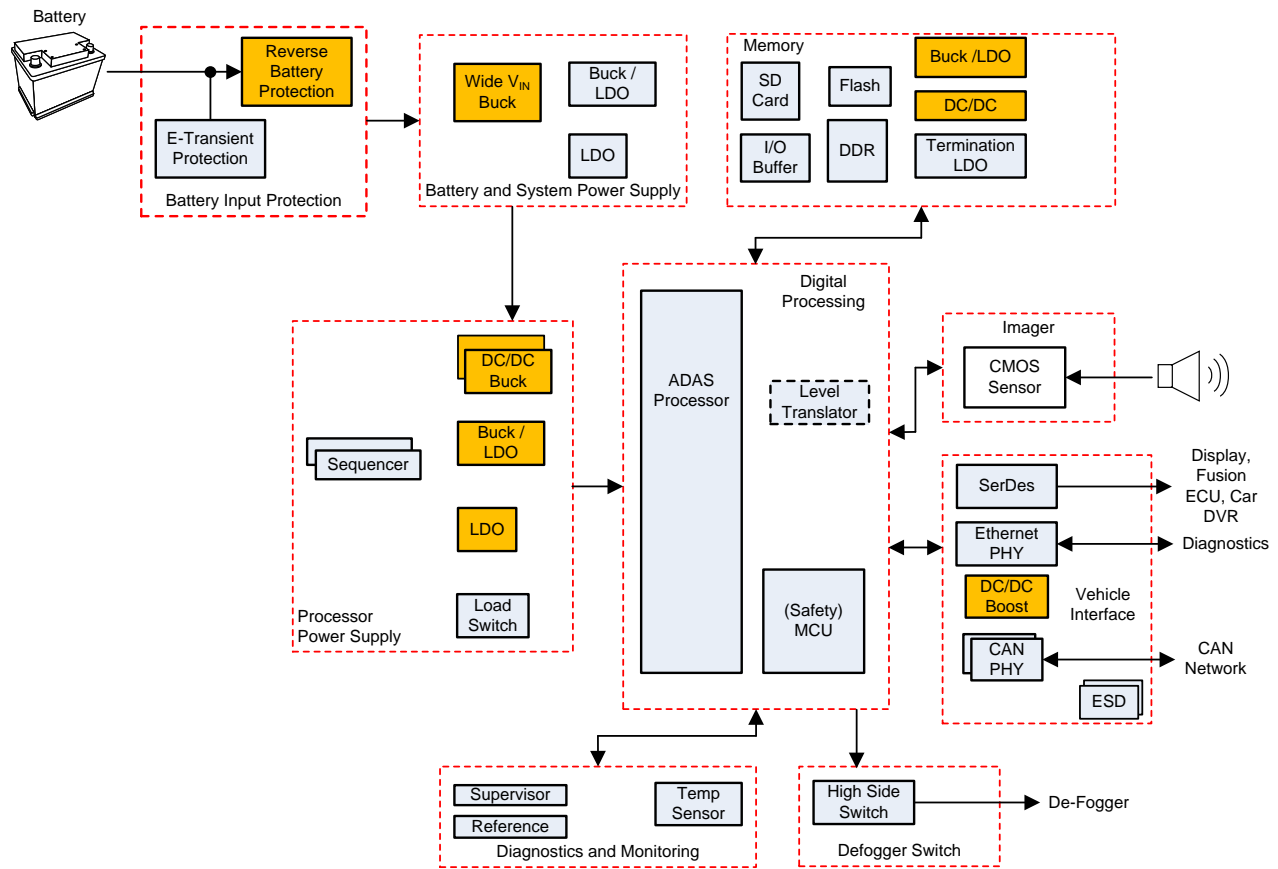 Battery
Reverse
Battery
Protection
E-Transient
Protection
Battery Input Protection
Wide VIN
Buck
Buck /
LDO
LDO
Battery and System Power Supply
Memory
SD
Card
Flash
Buck /LDO
DC/DC
I/O
Buffer
DDR
Termination
LDO
Digital
Processing
ADAS
Processor
Level
Translator
(Safety)
MCU
DC/DC
Buck
Buck /
LDO
Sequencer
LDO
Load
Switch
Processor
Power Supply
Imager
CMOS
Sensor
SerDes
Display,
Fusion
ECU, Car
DVR
Ethernet
PHY
Diagnostics
DC/DC
Boost
Vehicle
Interface
CAN
PHY
CAN
Network
ESD
Supervisor
Reference
Temp
Sensor
Diagnostics and Monitoring
High Side
Switch
De-Fogger
Defogger Switch